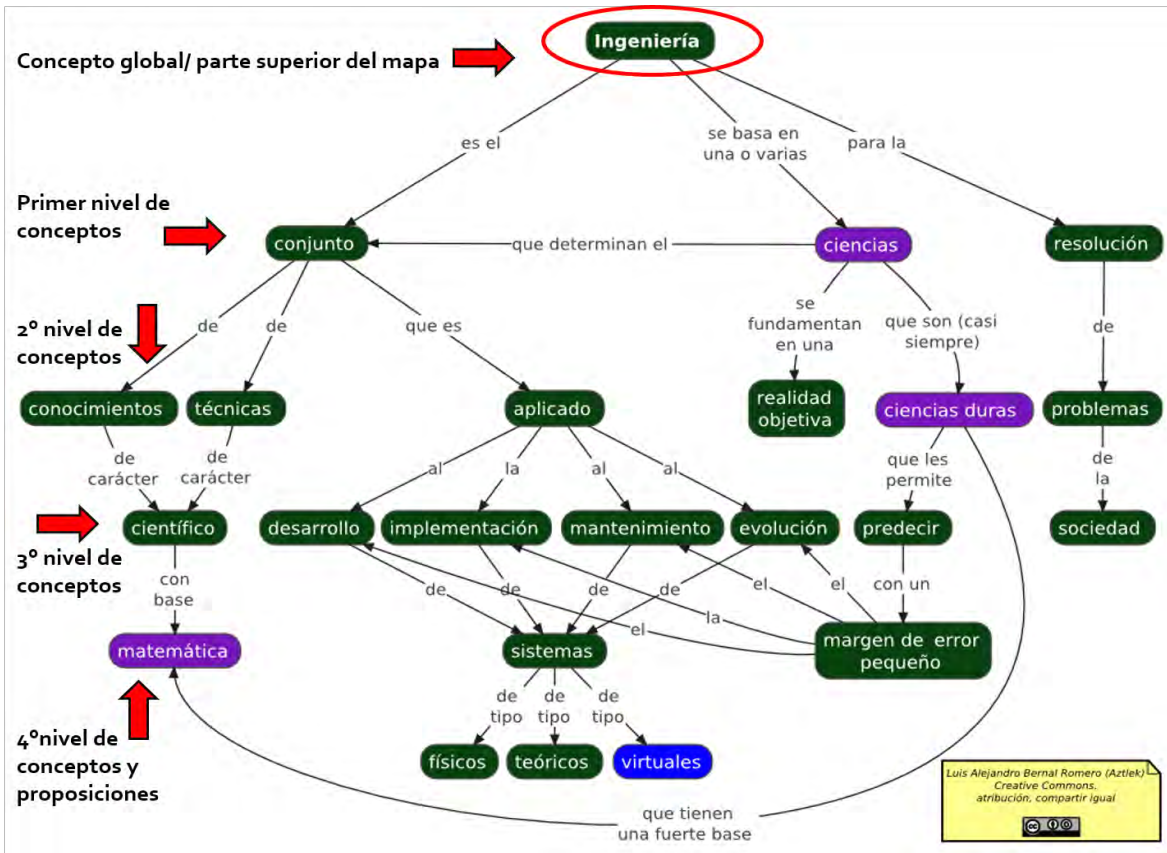 Ingeniería
Concepto global/ parte superior del mapa
es el
se basa en
una o varias
para la
Primer nivel de
conceptos
conjunto
que determinan el
ciencias
resolución
2º nivel de
conceptos
de
de
que es
se
fundamentan
en una
que son (casi
siempre)
de
conocimientos
técnicas
aplicado
realidad
objetiva
ciencias duras
problemas
de
carácter
de
carácter
al
la
al
al
que les
permite
de
la
científico
desarrollo
implementación
mantenimiento
evolución
predecir
sociedad
3º nivel de
conceptos
con
base
de
de
de
de
el
la
el
el
con un
matemática
sistemas
margen de error
pequeño
de
tipo
de
tipo
de
tipo
4ºnivel de
conceptos y
proposiciones
físicos
teóricos
virtuales
que tienen
una fuerte base
Luis Alejandro Bernal Romero (Aztlek)
Creative Commons,
atribución, compartir igual
cc